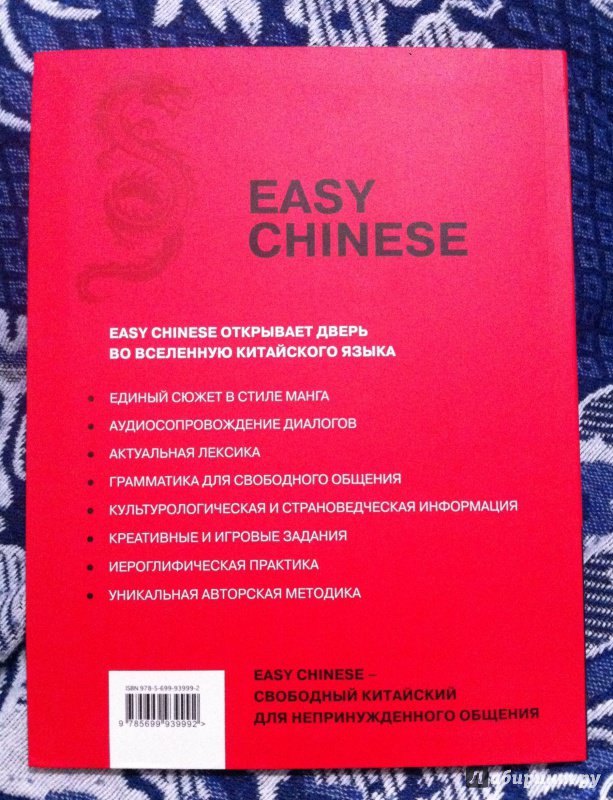 EASY
CHINESE
EASY CHINESE ОТКРЫВАЕТ ДВЕРЬ
ВО ВСЕЛЕННУЮ КИТАЙСКОГО ЯЗЫКА
• ЕДИНЫЙ СЮЖЕТ В СТИЛЕ МАНГА
• АУДИОСОПРОВОЖДЕНИЕ ДИАЛОГОВ
• АКТУАЛЬНАЯ ЛЕКСИКА
• ГРАММАТИКА ДЛЯ СВОБОДНОГО ОБЩЕНИЯ
• КУЛЬТУРОЛОГИЧЕСКАЯ И СТРАНОВЕДЧЕСКАЯ ИНФОРМАЦИЯ
• КРЕАТИВНЫЕ И ИГРОВЫЕ ЗАДАНИЯ
• ИЕРОГЛИФИЧЕСКАЯ ПРАКТИКА
• УНИКАЛЬНАЯ АВТОРСКАЯ МЕТОДИКА
ISBN 978-5-699-93999-2
9 785699 939992 >
EASY CHINESE –
СВОБОДНЫЙ КИТАЙСКИЙ
ДЛЯ НЕПРИНУЖДЕННОГО ОБЩЕНИЯ
Лабиринт.ру